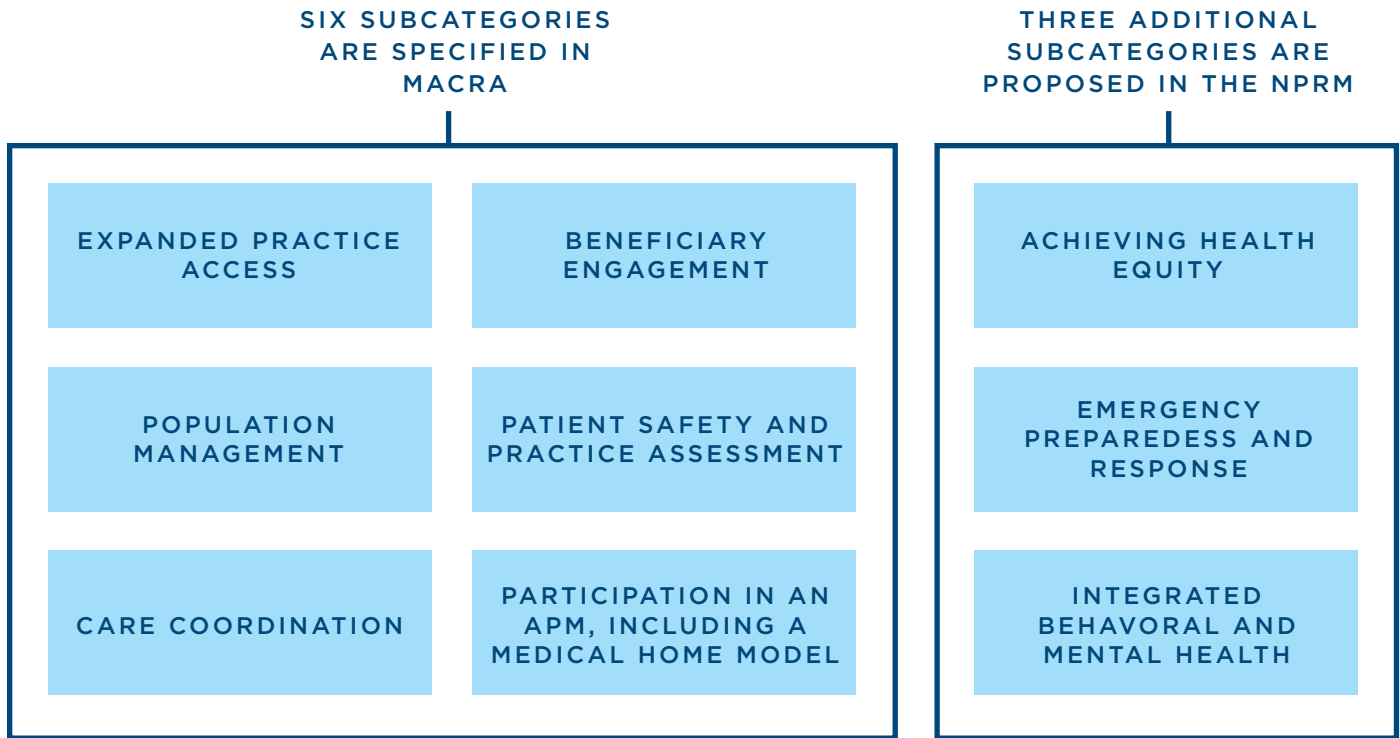 SIX SUBCATEGORIES
ARE SPECIFIED IN
MACRA
EXPANDED PRACTICE
ACCESS
BENEFICIARY
ENGAGEMENT
POPULATION
MANAGEMENT
PATIENT SAFETY AND
PRACTICE ASSESSMENT
CARE COORDINATION
PARTICIPATION IN AN
APM, INCLUDING A
MEDICAL HOME MODEL
THREE ADDITIONAL
SUBCATEGORIES ARE
PROPOSED IN THE NPRM
ACHIEVING HEALTH
EQUITY
EMERGENCY
PREPAREDESS AND
RESPONSE
INTEGRATED
BEHAVORAL AND
MENTAL HEALTH